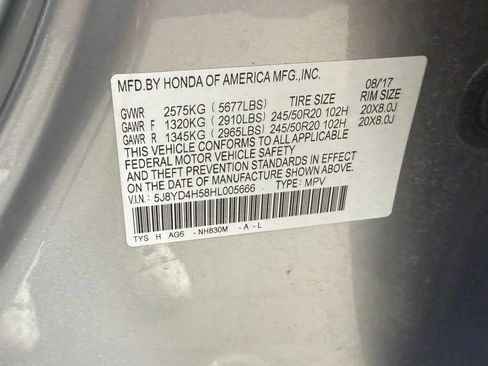 MFD.BY HONDA OF AMERICA MFG.,INC.
08/'17
TIRE SIZE RIM SIZE
GVWR 2575KG (5677LBS)
GAWR F 1320KG (2910LBS) 245/50R20 102H 20X8.0J
GAWR R 1345KG (2965LBS) 245/50R20 102H 20X8.0J
THIS VEHICLE CONFORMS TO ALL APPLICABLE
FEDERAL MOTOR VEHICLE SAFETY
AND THEFT PREVENTION STANDARDS IN EFFECT
ON THE DATE OF MANUFACTURE SHOWN ABOVE.
V.I.N.: 5J8YD4H58HL005666 TYPE: MPV
TYS H AG6 -NH830M -A-L